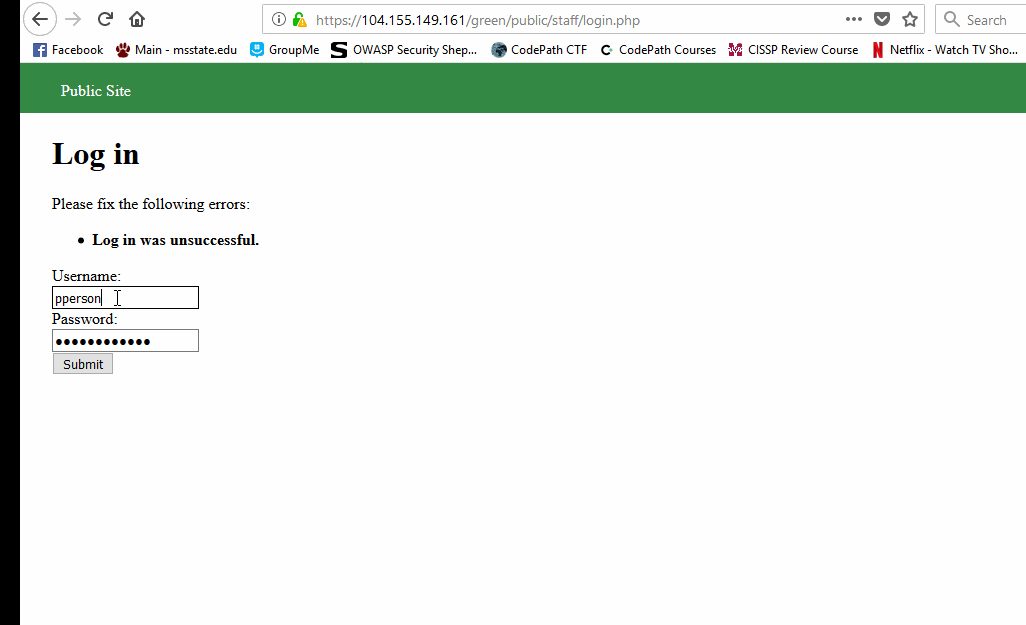 https://104.155.149.161/green/public/staff/login.php
Search
Facebook Main - msstate.edu GroupMe OWASP Security Shep... CodePath CTF CodePath Courses CISSP Review Course Netflix - Watch TV Sho...
Public Site
Log in
Please fix the following errors:
• Log in was unsuccessful.
Username:
pperson
Password:
••••••••••••
Submit